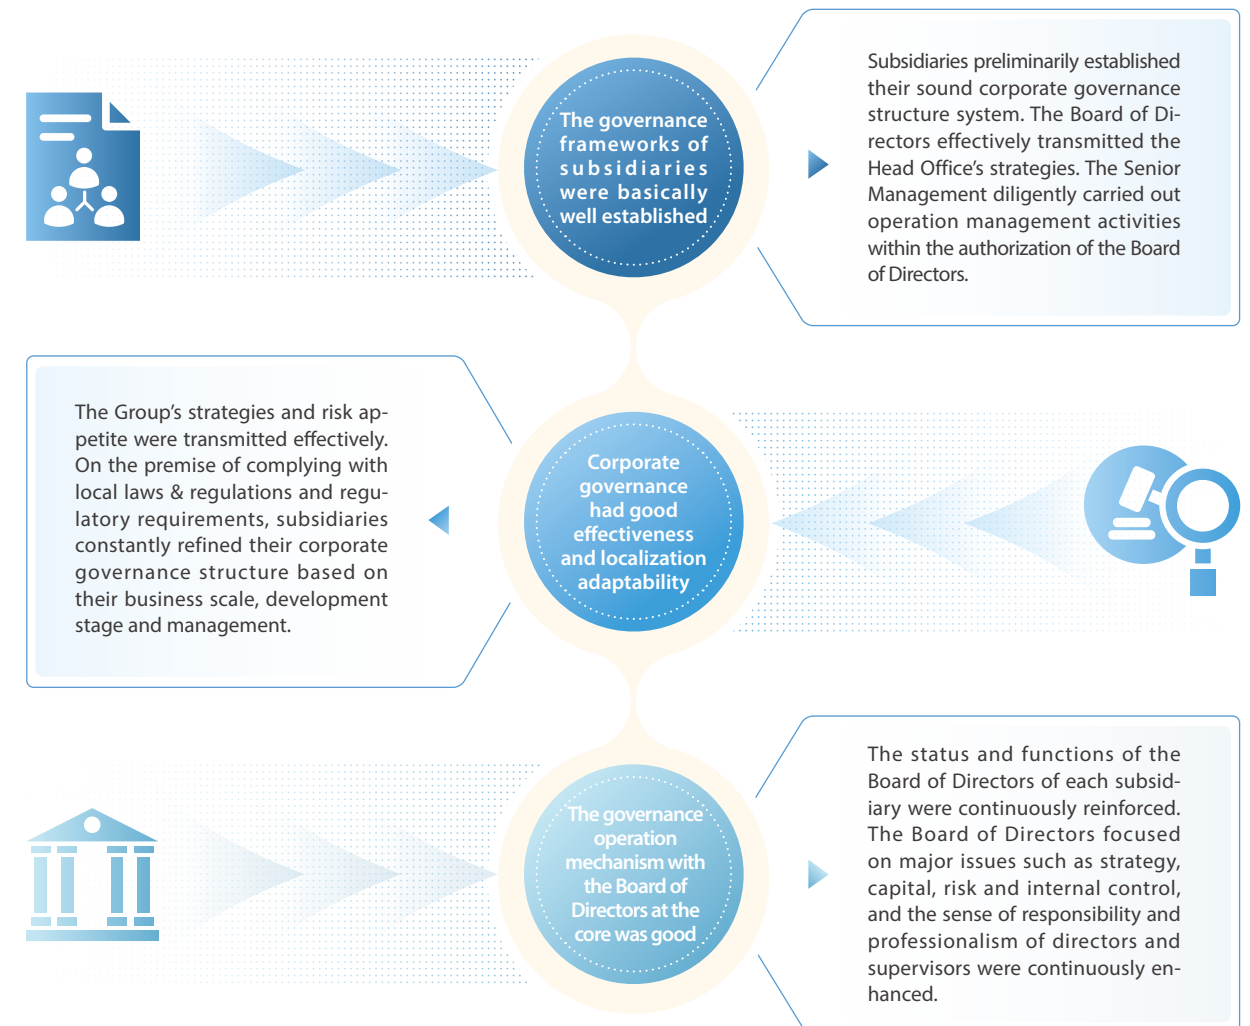 The governance
frameworks of
subsidiaries
were basically
well established
Subsidiaries preliminarily established
their sound corporate governance
structure system. The Board of Di-
rectors effectively transmitted the
Head Office's strategies. The Senior
Management diligently carried out
operation management activities
within the authorization of the Board
of Directors.
The Group's strategies and risk ap-
petite were transmitted effectively.
On the premise of complying with
local laws & regulations and regu-
latory requirements, subsidiaries
constantly refined their corporate
governance structure based on
their business scale, development
stage and management.
Corporate
governance
had good
effectiveness
and localization
adaptability
The governance
operation
mechanism with
the Board of
Directors at the
core was good
The status and functions of the
Board of Directors of each subsid-
iary were continuously reinforced.
The Board of Directors focused
on major issues such as strategy,
capital, risk and internal control,
and the sense of responsibility and
professionalism of directors and
supervisors were continuously en-
hanced.